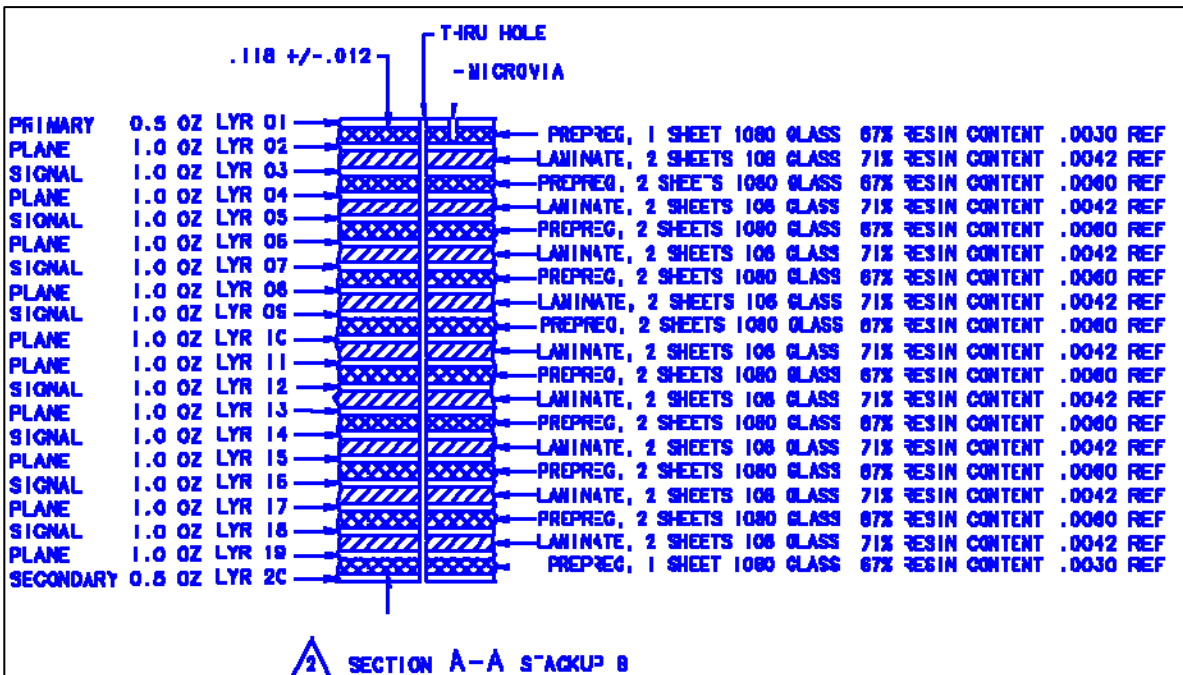 THRU HOLE
.118 +/-.012
MICROVIA
PRIMARY 0.5 OZ LYR 01
PLANE 1.0 OZ LYR 02
SIGNAL 1.0 OZ LYR 03
PLANE 1.0 OZ LYR 04
SIGNAL 1.0 OZ LYR 05
PLANE 1.0 OZ LYR 06
SIGNAL 1.0 OZ LYR 07
PLANE 1.0 OZ LYR 08
SIGNAL 1.0 OZ LYR 09
PLANE 1.0 OZ LYR 10
PLANE 1.0 OZ LYR 11
SIGNAL 1.0 OZ LYR 12
PLANE 1.0 OZ LYR 13
SIGNAL 1.0 OZ LYR 14
PLANE 1.0 OZ LYR 15
SIGNAL 1.0 OZ LYR 16
PLANE 1.0 OZ LYR 17
SIGNAL 1.0 OZ LYR 18
PLANE 1.0 OZ LYR 19
SECONDARY 0.5 OZ LYR 20
PREPREG, 1 SHEET 1080 GLASS 67% RESIN CONTENT .0030 REF
LAMINATE, 2 SHEETS 106 GLASS 71% RESIN CONTENT .0042 REF
PREPREG, 2 SHEETS 1080 GLASS 67% RESIN CONTENT .0060 REF
LAMINATE, 2 SHEETS 106 GLASS 71% RESIN CONTENT .0042 REF
PREPREG, 2 SHEETS 1080 GLASS 67% RESIN CONTENT .0060 REF
LAMINATE, 2 SHEETS 106 GLASS 71% RESIN CONTENT .0042 REF
PREPREG, 2 SHEETS 1080 GLASS 67% RESIN CONTENT .0060 REF
LAMINATE, 2 SHEETS 106 GLASS 71% RESIN CONTENT .0042 REF
PREPREG, 2 SHEETS 1080 GLASS 67% RESIN CONTENT .0060 REF
LAMINATE, 2 SHEETS 106 GLASS 71% RESIN CONTENT .0042 REF
PREPREG, 2 SHEETS 1080 GLASS 67% RESIN CONTENT .0060 REF
LAMINATE, 2 SHEETS 106 GLASS 71% RESIN CONTENT .0042 REF
PREPREG, 2 SHEETS 1080 GLASS 67% RESIN CONTENT .0060 REF
LAMINATE, 2 SHEETS 106 GLASS 71% RESIN CONTENT .0042 REF
PREPREG, 2 SHEETS 1080 GLASS 67% RESIN CONTENT .0060 REF
LAMINATE, 2 SHEETS 106 GLASS 71% RESIN CONTENT .0042 REF
PREPREG, 2 SHEETS 1080 GLASS 67% RESIN CONTENT .0060 REF
LAMINATE, 2 SHEETS 106 GLASS 71% RESIN CONTENT .0042 REF
PREPREG, 1 SHEET 1080 GLASS 67% RESIN CONTENT .0030 REF
2 SECTION A-A STACKUP